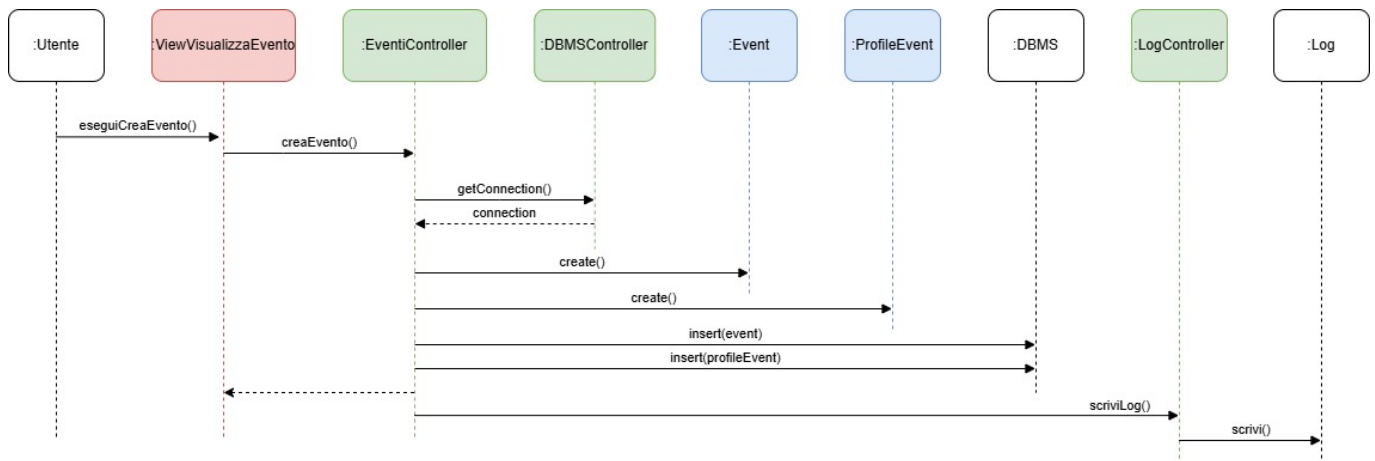 :Utente
:ViewVisualizzaEvento
:EventiController
:DBMSController
:Event
:ProfileEvent
:DBMS
:LogController
:Log
eseguiCreaEvento()
creaEvento()
getConnection()
connection
create()
create()
insert(event)
insert(profileEvent)
scriviLog()
scrivi()